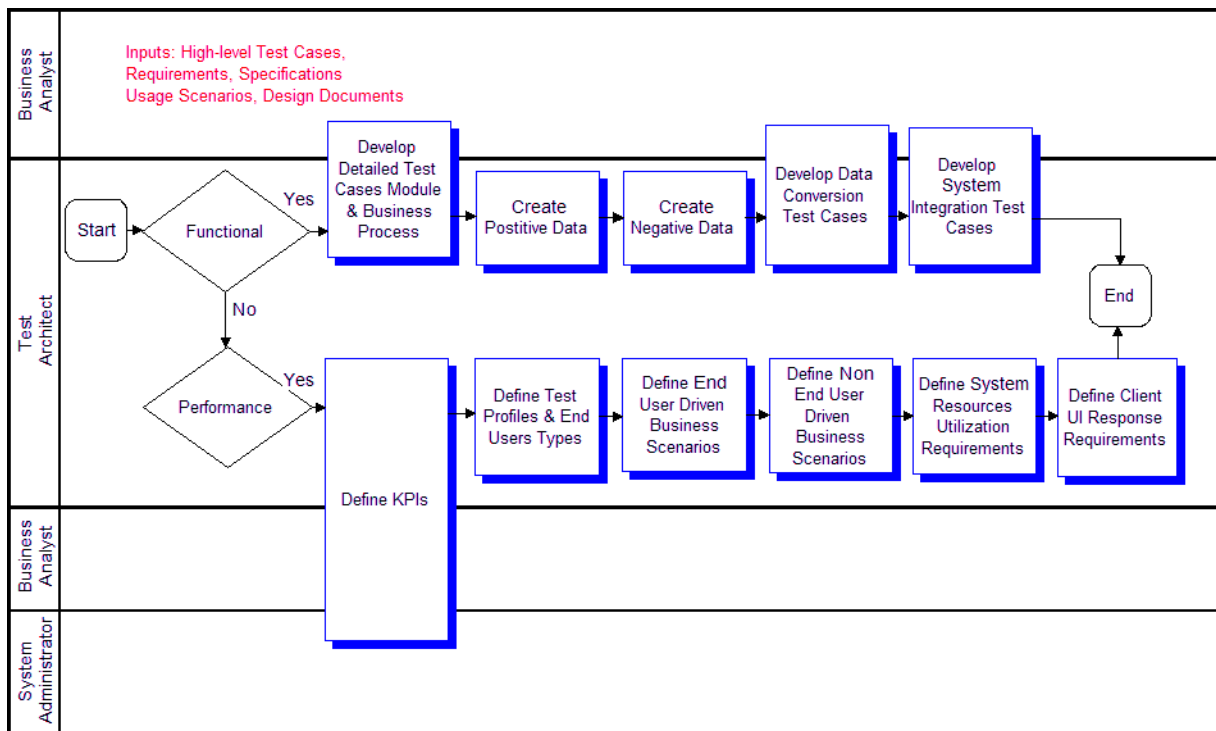 Business
Analyst
Inputs: High-level Test Cases,
Requirements, Specifications
Usage Scenarios, Design Documents
Test
Architect
Start
Functional
Yes
Develop
Detailed Test
Cases Module
& Business
Process
Create
Postitive Data
Create
Negative Data
Develop Data
Conversion
Test Cases
Develop
System
Integration Test
Cases
End
No
Performance
Yes
Define KPIs
Define Test
Profiles & End
Users Types
Define End
User Driven
Business
Scenarios
Define Non
End User
Driven
Business
Scenarios
Define System
Resources
Utilization
Requirements
Define Client
UI Response
Requirements
Business
Analyst
System
Administrator